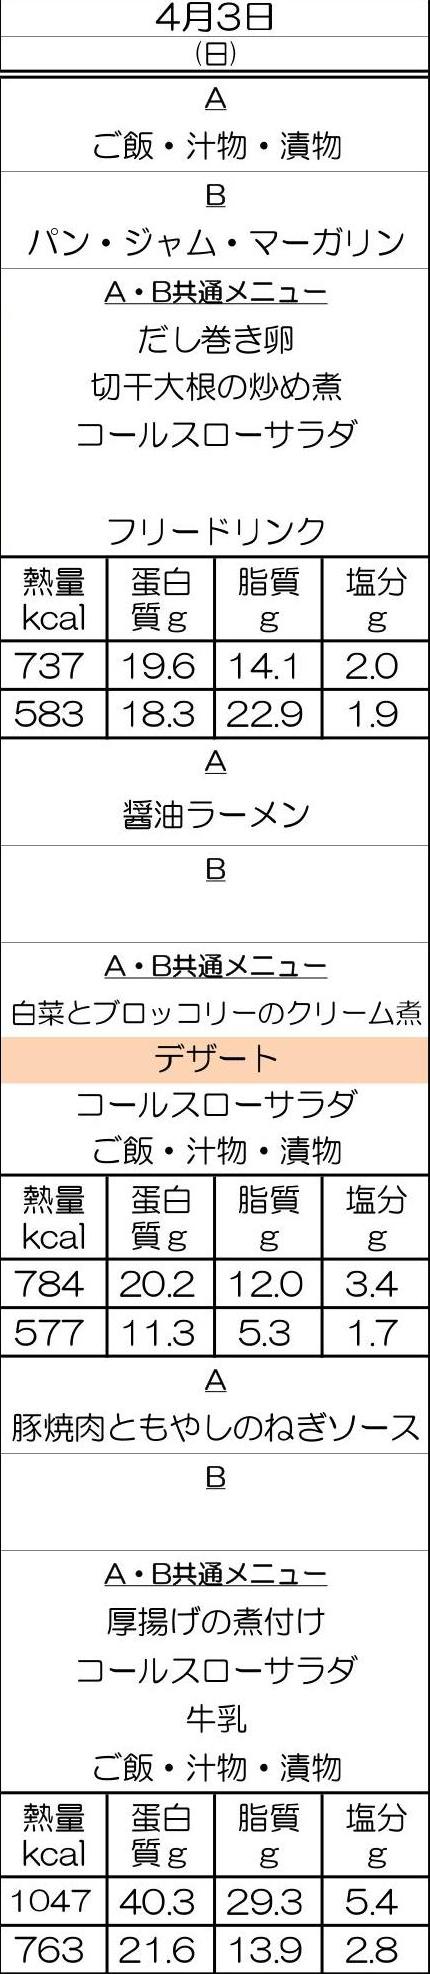 4月3日
(日)
A
ご飯・汁物・漬物
B
パン・ジャム・マーガリン
A・B共通メニュー
だし巻き卵
切干大根の炒め煮
コールスローサラダ
フリードリンク
熱量 蛋白 脂質 塩分
kcal 質g g g
737 19.6 14.1 2.0
583 18.3 22.9 1.9
A
醤油ラーメン
B
A・B共通メニュー
白菜とブロッコリーのクリーム煮
デザート
コールスローサラダ
ご飯・汁物・漬物
熱量 蛋白 脂質 塩分
kcal 質g g g
784 20.2 12.0 3.4
577 11.3 5.3 1.7
A
豚焼肉ともやしのねぎソース
B
A・B共通メニュー
厚揚げの煮付け
コールスローサラダ
牛乳
ご飯・汁物・漬物
熱量 蛋白 脂質 塩分
kcal 質g g g
1047 40.3 29.3 5.4
763 21.6 13.9 2.8